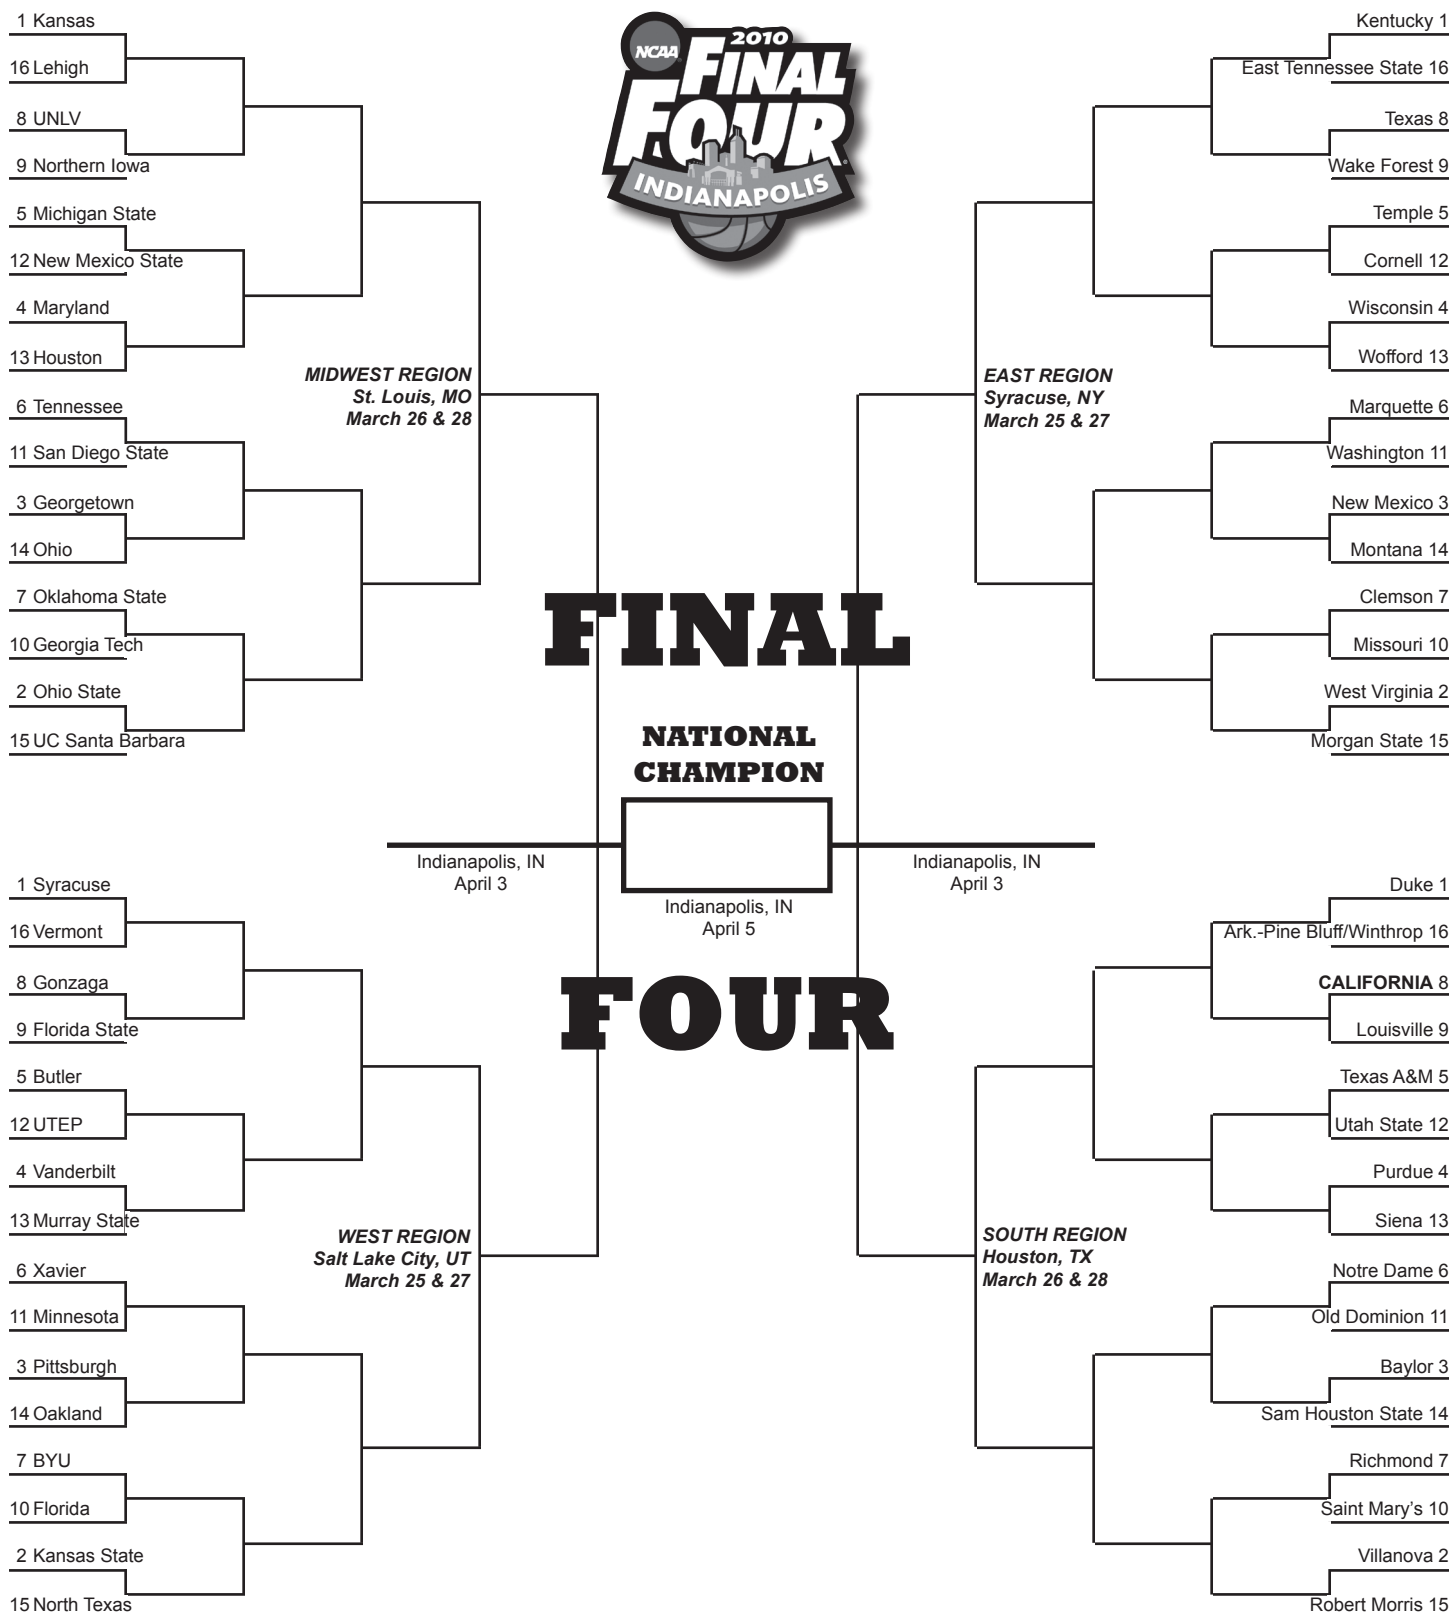 1 Kansas
16 Lehigh
8 UNLV
9 Northern Iowa
5 Michigan State
12 New Mexico State
4 Maryland
13 Houston
6 Tennessee
11 San Diego State
3 Georgetown
14 Ohio
7 Oklahoma State
10 Georgia Tech
2 Ohio State
15 UC Santa Barbara
MIDWEST REGION
St. Louis, MO
March 26 & 28
1 Syracuse
16 Vermont
8 Gonzaga
9 Florida State
5 Butler
12 UTEP
4 Vanderbilt
13 Murray State
6 Xavier
11 Minnesota
3 Pittsburgh
14 Oakland
7 BYU
10 Florida
2 Kansas State
15 North Texas
WEST REGION
Salt Lake City, UT
March 25 & 27
NCAA
2010
FINAL
FOUR
INDIANAPOLIS
FINAL
NATIONAL
CHAMPION
Indianapolis, IN
April 3
Indianapolis, IN
April 5
Indianapolis, IN
April 3
FOUR
Kentucky 1
East Tennessee State 16
Texas 8
Wake Forest 9
Temple 5
Cornell 12
Wisconsin 4
Wofford 13
Marquette 6
Washington 11
New Mexico 3
Montana 14
Clemson 7
Missouri 10
West Virginia 2
Morgan State 15
EAST REGION
Syracuse, NY
March 25 & 27
Duke 1
Ark.-Pine Bluff/Winthrop 16
CALIFORNIA 8
Louisville 9
Texas A&M 5
Utah State 12
Purdue 4
Siena 13
Notre Dame 6
Old Dominion 11
Baylor 3
Sam Houston State 14
Richmond 7
Saint Mary's 10
Villanova 2
Robert Morris 15
SOUTH REGION
Houston, TX
March 26 & 28